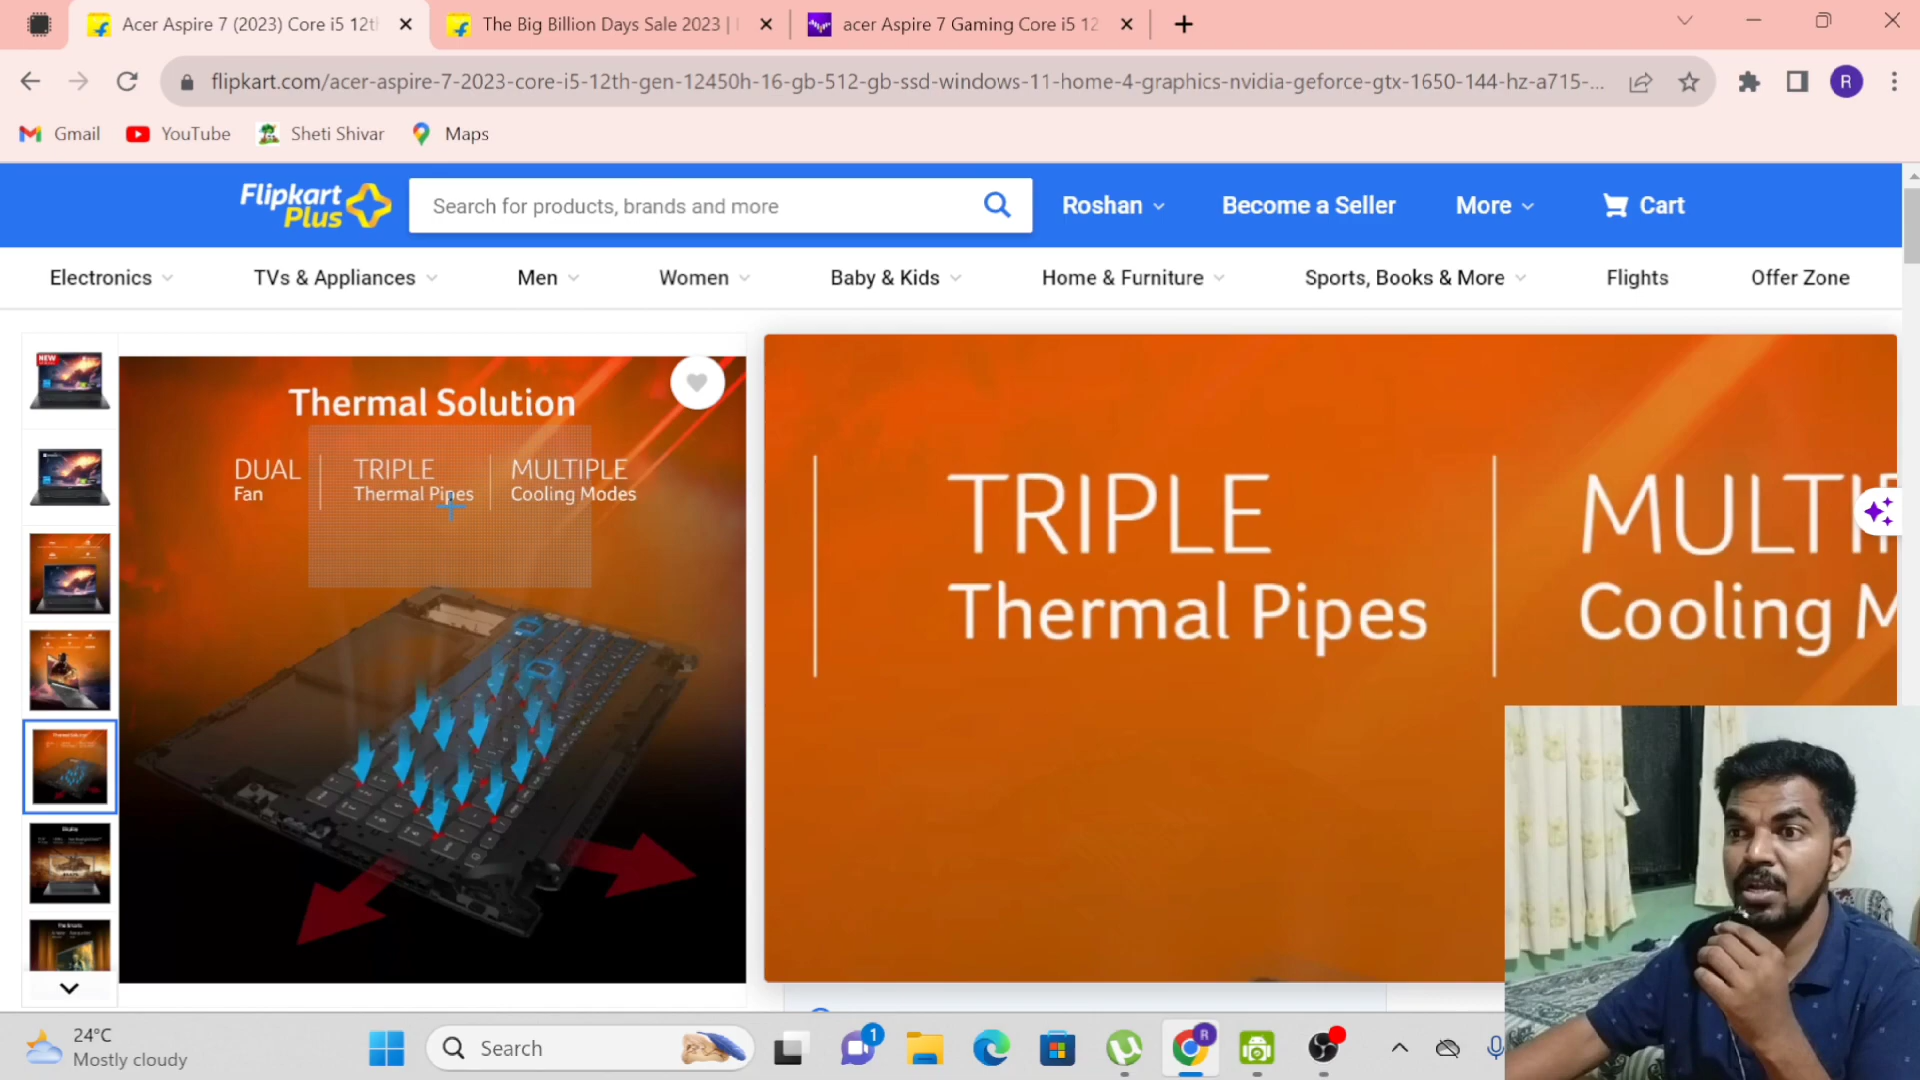 Acer Aspire 7 (2023) Core i5 12th
The Big Billion Days Sale 2023 |
acer Aspire 7 Gaming Core i5 12
flipkart.com/acer-aspire-7-2023-core-i5-12th-gen-12450h-16-gb-512-gb-ssd-windows-11-home-4-graphics-nvidia-geforce-gtx-1650-144-hz-a715-...
R
Gmail
YouTube
Sheti Shivar
Maps
Flipkart
Plus
Search for products, brands and more
Roshan
Become a Seller
More
Cart
Electronics
TVs & Appliances
Men
Women
Baby & Kids
Home & Furniture
Sports, Books & More
Flights
Offer Zone
NEW
Thermal Solution
DUAL
Fan
TRIPLE
Thermal Pipes
MULTIPLE
Cooling Modes
TRIPLE
Thermal Pipes
MULTI
Cooling M
24°C
Mostly cloudy
Search
1
R